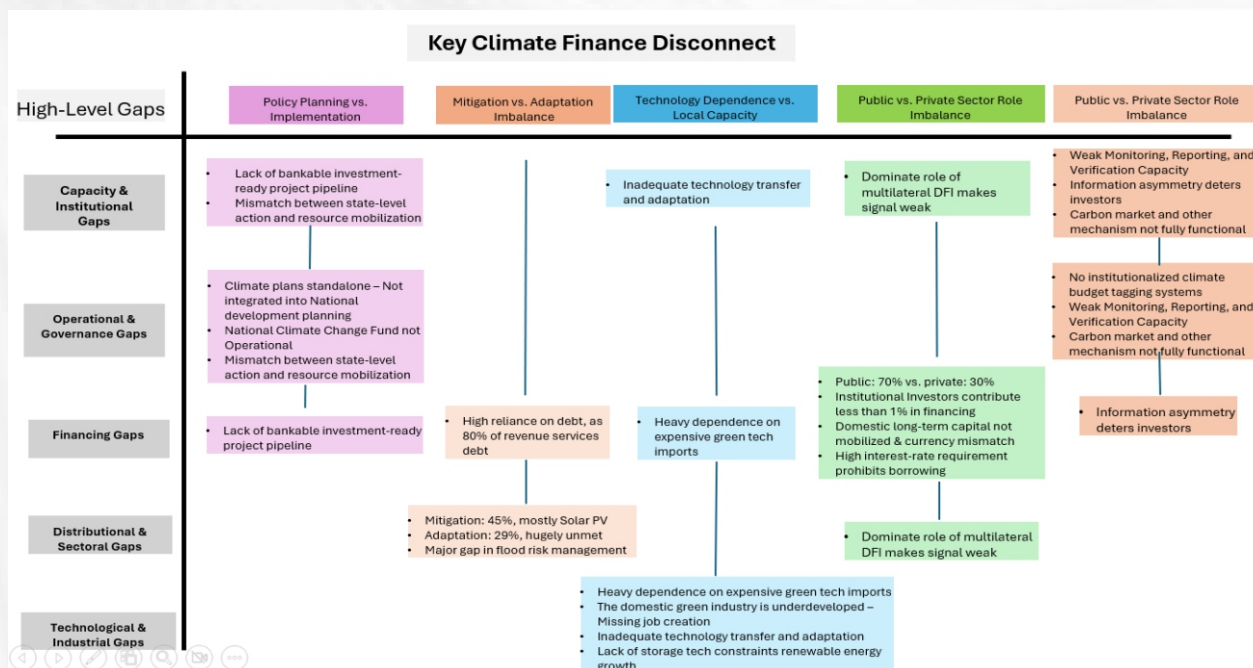 Key Climate Finance Disconnect
High-Level Gaps
Policy Planning vs.
Implementation
Mitigation vs. Adaptation
Imbalance
Technology Dependence vs.
Local Capacity
Public vs. Private Sector Role
Imbalance
Public vs. Private Sector Role
Imbalance
Capacity &
Institutional
Gaps
• Lack of bankable investment-
ready project pipeline
• Mismatch between state-level
action and resource mobilization
• Inadequate technology transfer
and adaptation
• Dominate role of
multilateral DFI makes
signal weak
• Weak Monitoring, Reporting, and
Verification Capacity
• Information asymmetry deters
investors
• Carbon market and other
mechanism not fully functional
Operational &
Governance Gaps
• Climate plans standalone – Not
integrated into National
development planning
• National Climate Change Fund not
Operational
• Mismatch between state-level
action and resource mobilization
• No institutionalized climate
budget tagging systems
• Weak Monitoring, Reporting, and
Verification Capacity
• Carbon market and other
mechanism not fully functional
Financing Gaps
• Lack of bankable investment-ready
project pipeline
• High reliance on debt, as
80% of revenue services
debt
• Heavy dependence on
expensive green tech
imports
• Public: 70% vs. private: 30%
• Institutional Investors contribute
less than 1% in financing
• Domestic long-term capital not
mobilized & currency mismatch
• High interest-rate requirement
prohibits borrowing
• Information asymmetry
deters investors
Distributional &
Sectoral Gaps
• Mitigation: 45%, mostly Solar PV
• Adaptation: 29%, hugely unmet
• Major gap in flood risk management
• Dominate role of multilateral
DFI makes signal weak
Technological &
Industrial Gaps
• Heavy dependence on expensive green tech imports
• The domestic green industry is underdeveloped –
Missing job creation
• Inadequate technology transfer and adaptation
• Lack of storage tech constraints renewable energy
growth